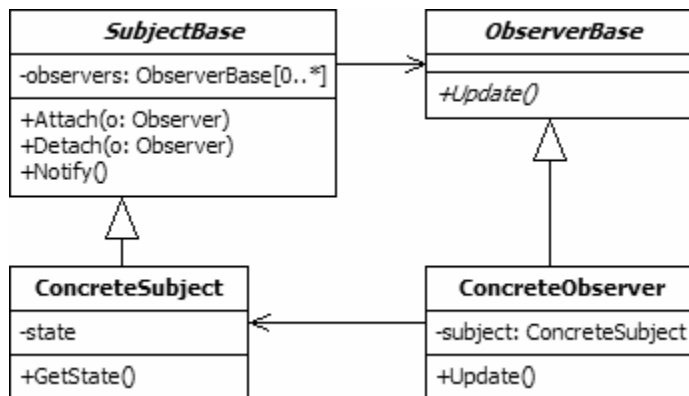 SubjectBase
-observers: ObserverBase[0..*]
+Attach(o: Observer)
+Detach(o: Observer)
+Notify()
ObserverBase
+Update()
ConcreteSubject
-state
+GetState()
ConcreteObserver
-subject: ConcreteSubject
+Update()